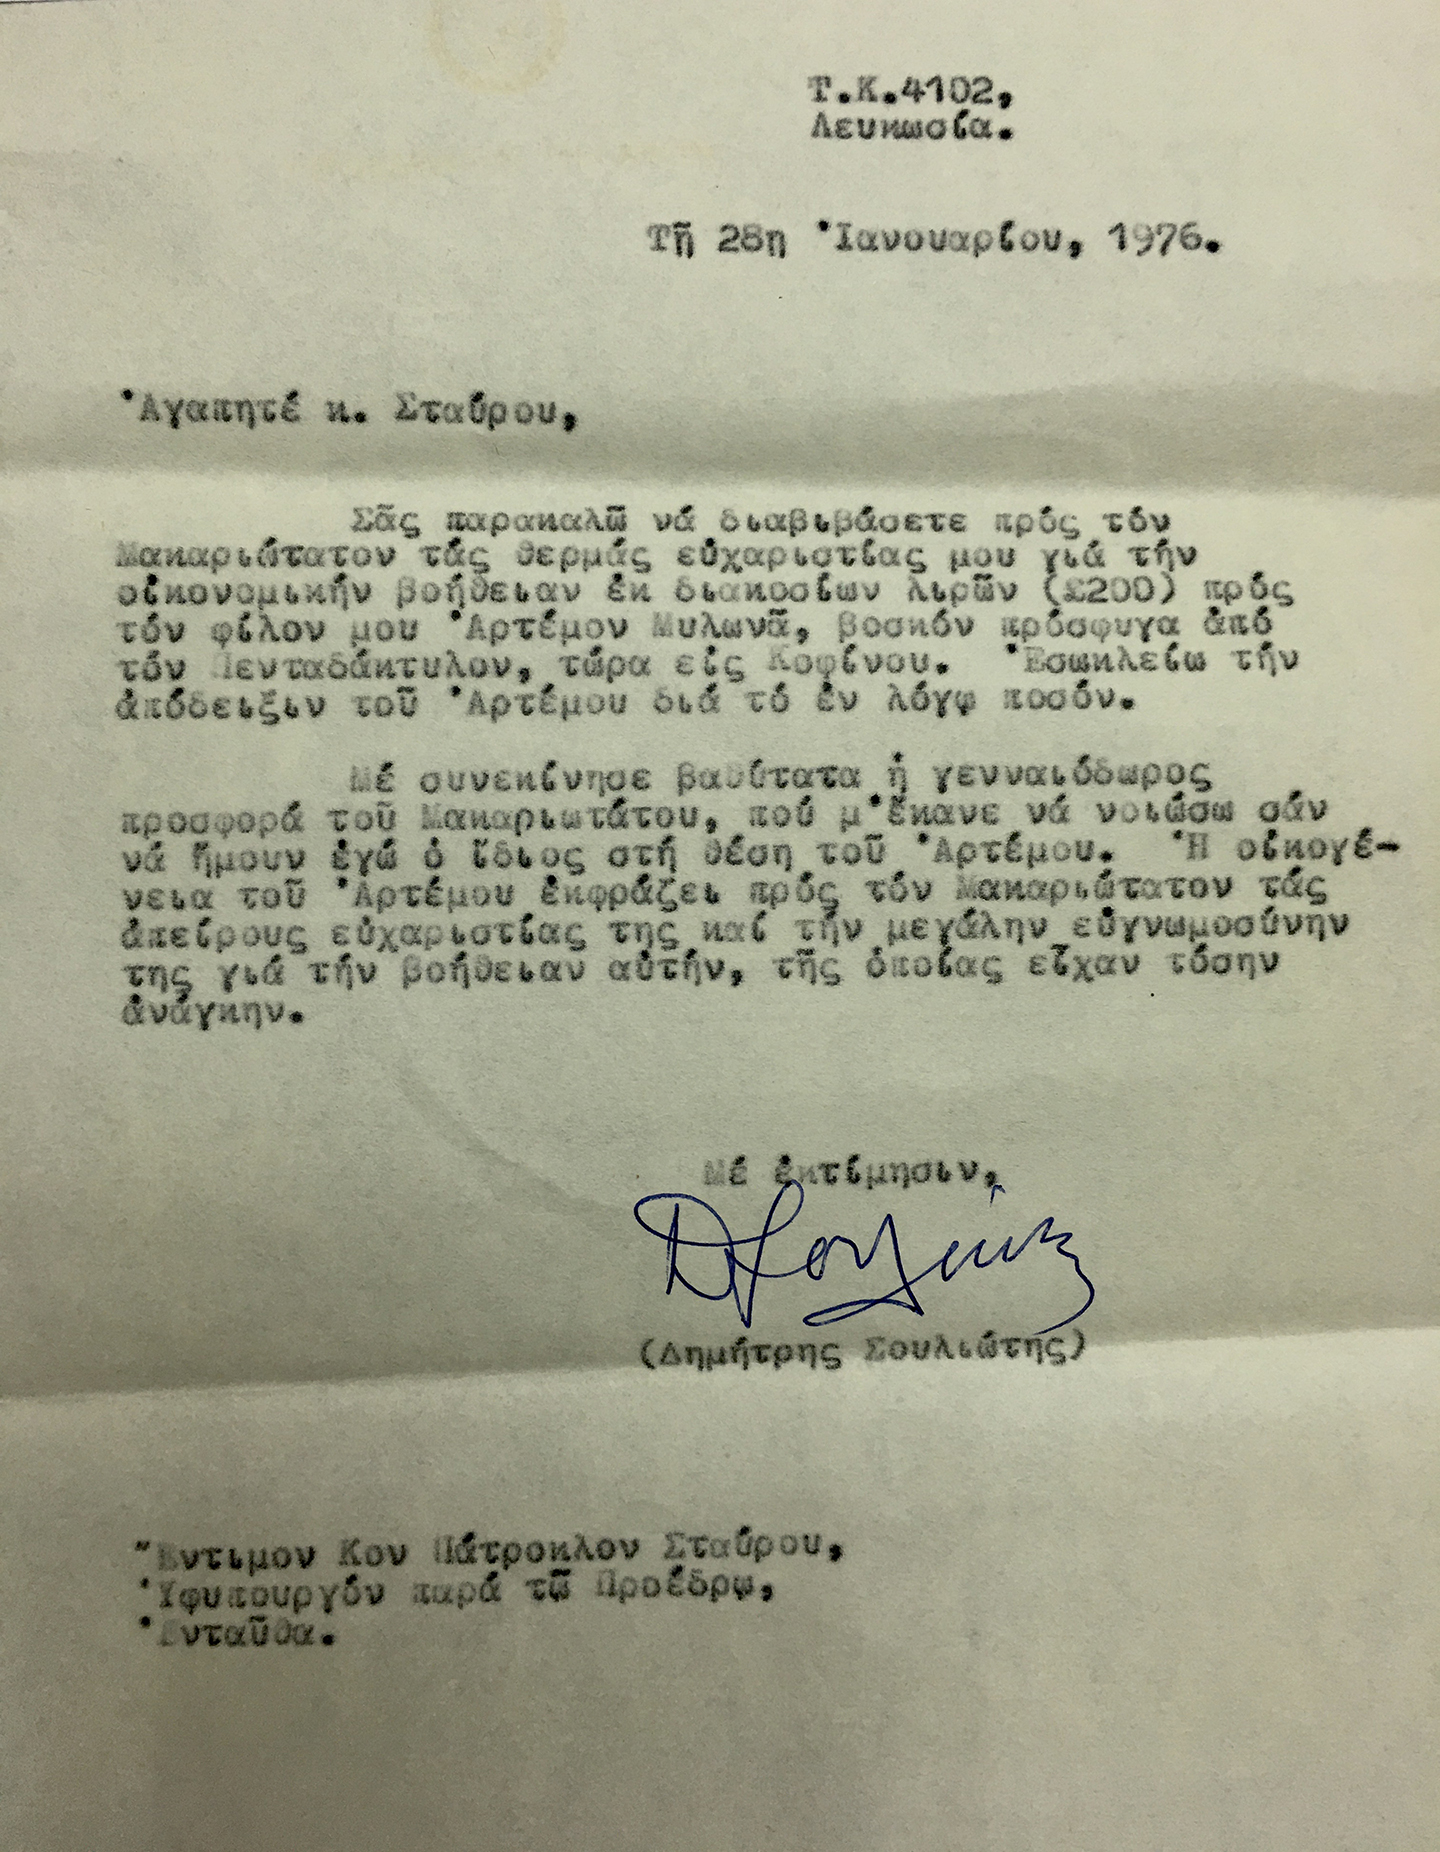 Τ.Κ.4102,
Λευκωσία.
Τῇ 28η Ἰανουαρίου, 1976.
Ἀγαπητέ κ. Σταύρου,
Σᾶς παρακαλῶ νά διαβιβάσετε πρός τόν
Μακαριώτατον τάς θερμάς εὐχαριστίας μου γιά τήν
οἰκονομικήν βοήθειαν ἐκ διακοσίων λιρῶν (£200) πρός
τόν φίλον μου Ἀρτέμον Μυλωνᾶ, βοσκόν πρόσφυγα ἀπό
τόν Πενταδάκτυλον, τώρα εἰς Κοφίνου. Ἐσωκλείω τήν
ἀπόδειξιν τοῦ Ἀρτέμου διά τό ἐν λόγῳ ποσόν.
Μέ συνεκίνησε βαθύτατα ἡ γενναιόδωρος
προσφορά τοῦ Μακαριωτάτου, πού μ'ἔκανε νά νοιώσω σάν
νά ἤμουν ἐγώ ὁ ἴδιος στή θέση τοῦ Ἀρτέμου. Ἡ οἰκογέ-
νεια τοῦ Ἀρτέμου ἐκφράζει πρός τόν Μακαριώτατον τάς
ἀπείρους εὐχαριστίας της καί τήν μεγάλην εὐγνωμοσύνην
της γιά τήν βοήθειαν αὐτήν, τῆς ὁποίας εἶχαν τόσην
ἀνάγκην.
Μέ ἐκτίμησιν,
(Δημήτρης Σουλιώτης)
Ἔντιμον Κον Πάτροκλον Σταύρου,
Ὑφυπουργόν παρά τῷ Προέδρῳ,
Ἐνταῦθα.